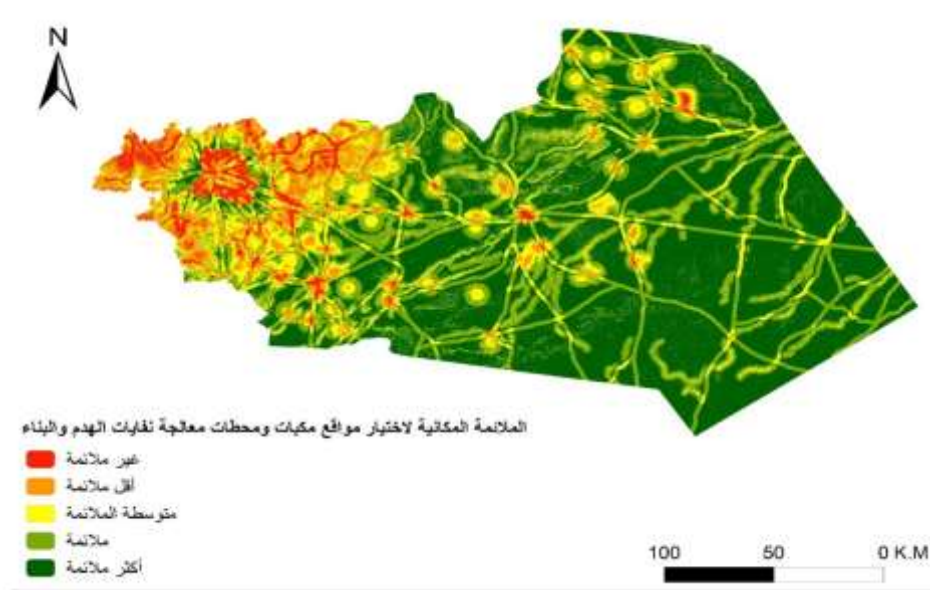 N
الملائمة المكانية لاختيار مواقع مكبات ومحطات معالجة نفايات الهدم والبناء
غير ملائمة
أقل ملائمة
متوسطة الملائمة
ملائمة
أكثر ملائمة
100 50 0 K.M